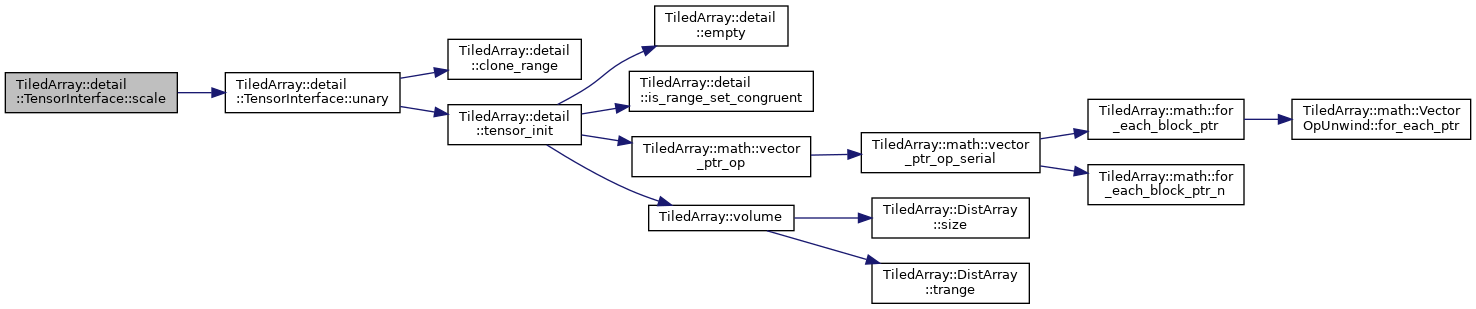 TiledArray::detail
::TensorInterface::scale
TiledArray::detail
::TensorInterface::unary
TiledArray::detail
::clone_range
TiledArray::detail
::tensor_init
TiledArray::detail
::empty
TiledArray::detail
::is_range_set_congruent
TiledArray::math::vector
_ptr_op
TiledArray::volume
TiledArray::math::vector
_ptr_op_serial
TiledArray::DistArray
::size
TiledArray::DistArray
::trange
TiledArray::math::for
_each_block_ptr
TiledArray::math::for
_each_block_ptr_n
TiledArray::math::Vector
OpUnwind::for_each_ptr